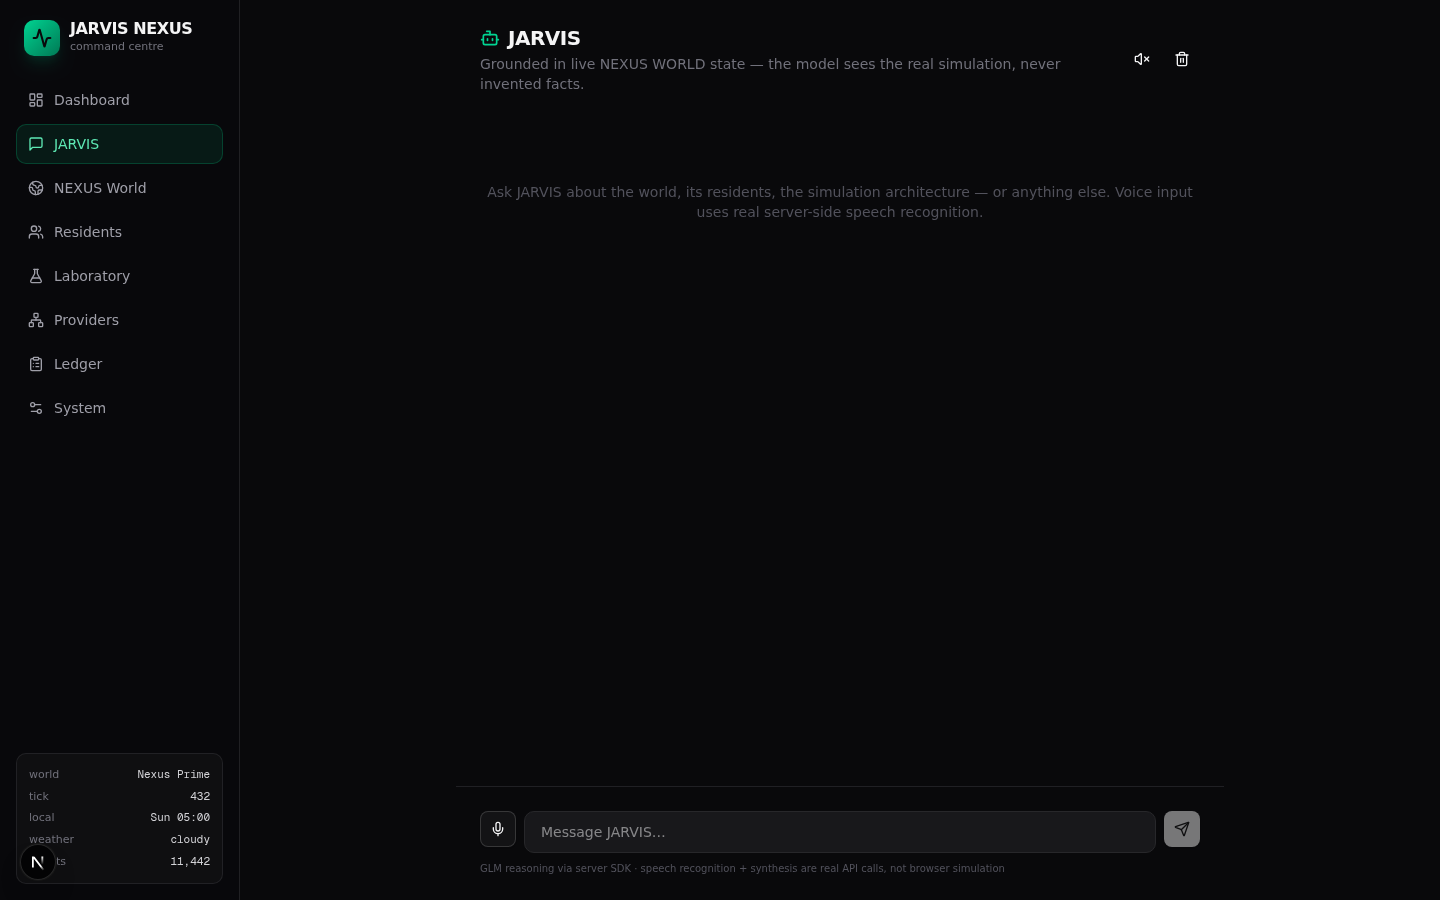 JARVIS NEXUS
command centre
Dashboard
JARVIS
NEXUS World
Residents
Laboratory
Providers
Ledger
System
world Nexus Prime
tick 432
local Sun 05:00
weather cloudy
ts 11,442
N
JARVIS
Grounded in live NEXUS WORLD state — the model sees the real simulation, never
invented facts.
Ask JARVIS about the world, its residents, the simulation architecture — or anything else. Voice input
uses real server-side speech recognition.
Message JARVIS...
GLM reasoning via server SDK · speech recognition + synthesis are real API calls, not browser simulation